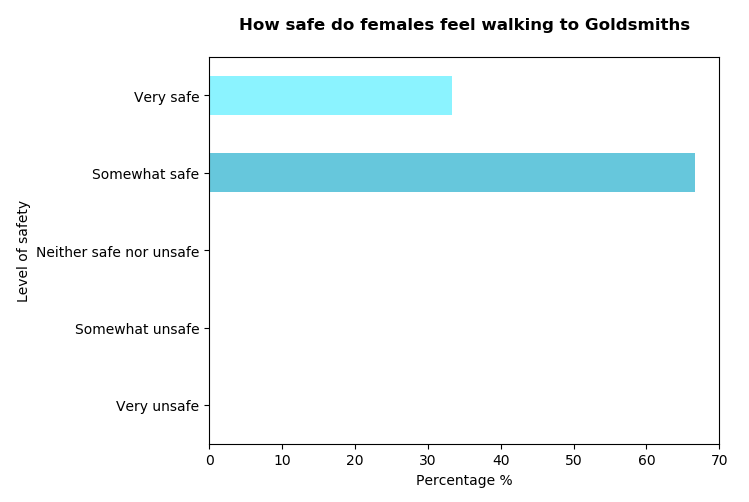 How safe do females feel walking to Goldsmiths
Very safe
Somewhat safe
Neither safe nor unsafe
Somewhat unsafe
Very unsafe
Level of safety
0 10 20 30 40 50 60 70
Percentage %